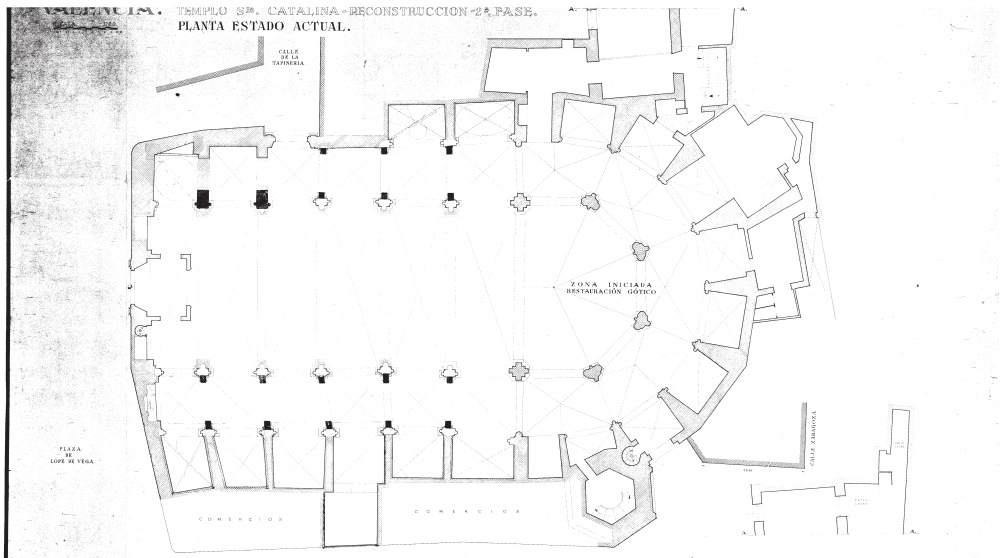 VALENCIA.
TEMPLO Sta. CATALINA-RECONSTRUCCION-2ª FASE.
PLANTA ESTADO ACTUAL.
A.
A.
CALLE
DE LA
TAPINERIA
ZONA INICIADA
RESTAURACIÓN GÓTICO
PLAZA
DE
LOPE DE VEGA
CALLE ZARAGOZA
COMERCIOS
COMERCIOS